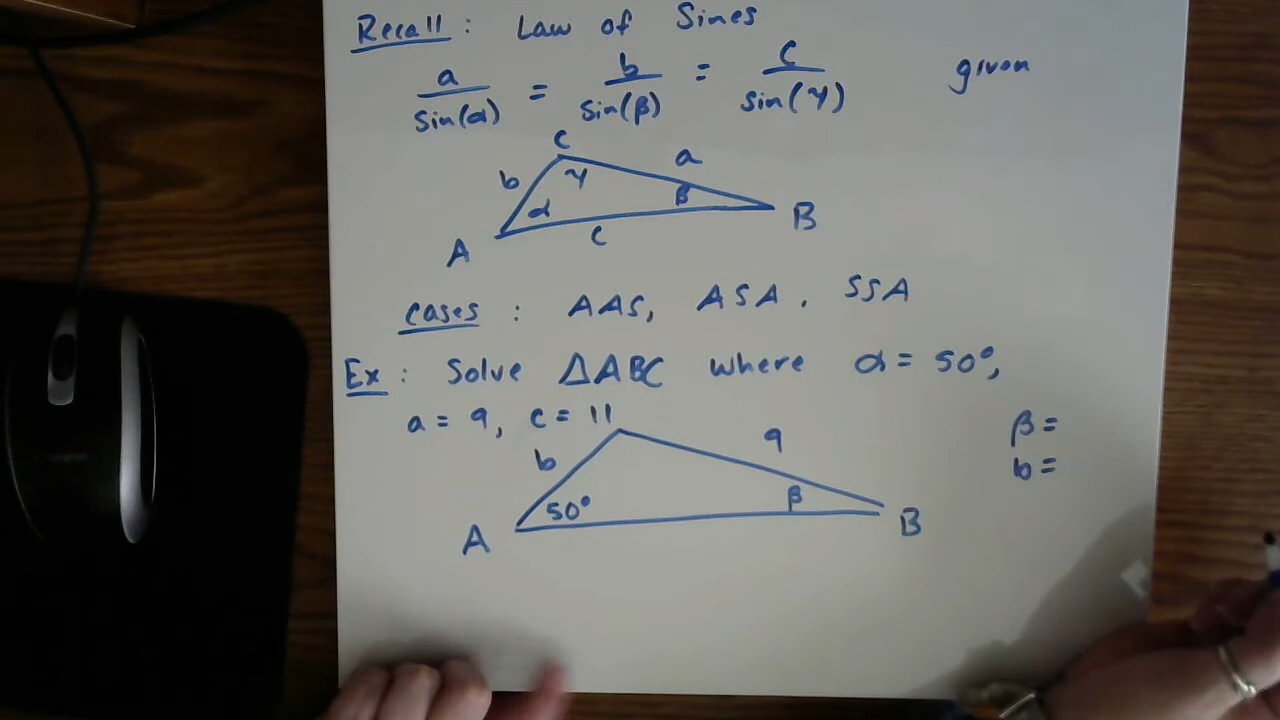 Recall: Law of Sines
a/sin(α) = b/sin(β) = c/sin(γ) given
C
b γ a
α β
A c B
cases: AAS, ASA, SSA
Ex: Solve ΔABC where α = 50°,
a = 9, c = 11
b 9 β =
50° β b =
A B